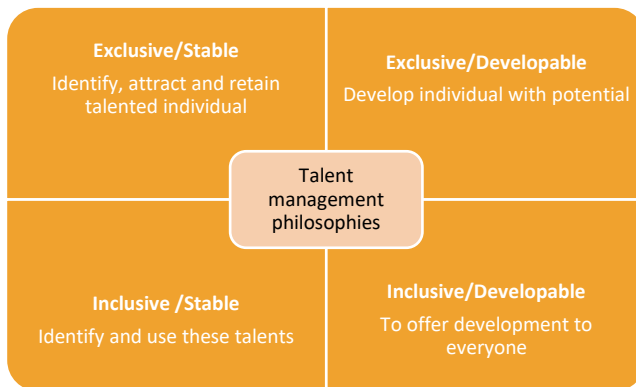 Exclusive/Stable
Identify, attract and retain
talented individual
Exclusive/Developable
Develop individual with potential
Talent
management
philosophies
Inclusive /Stable
Identify and use these talents
Inclusive/Developable
To offer development to
everyone